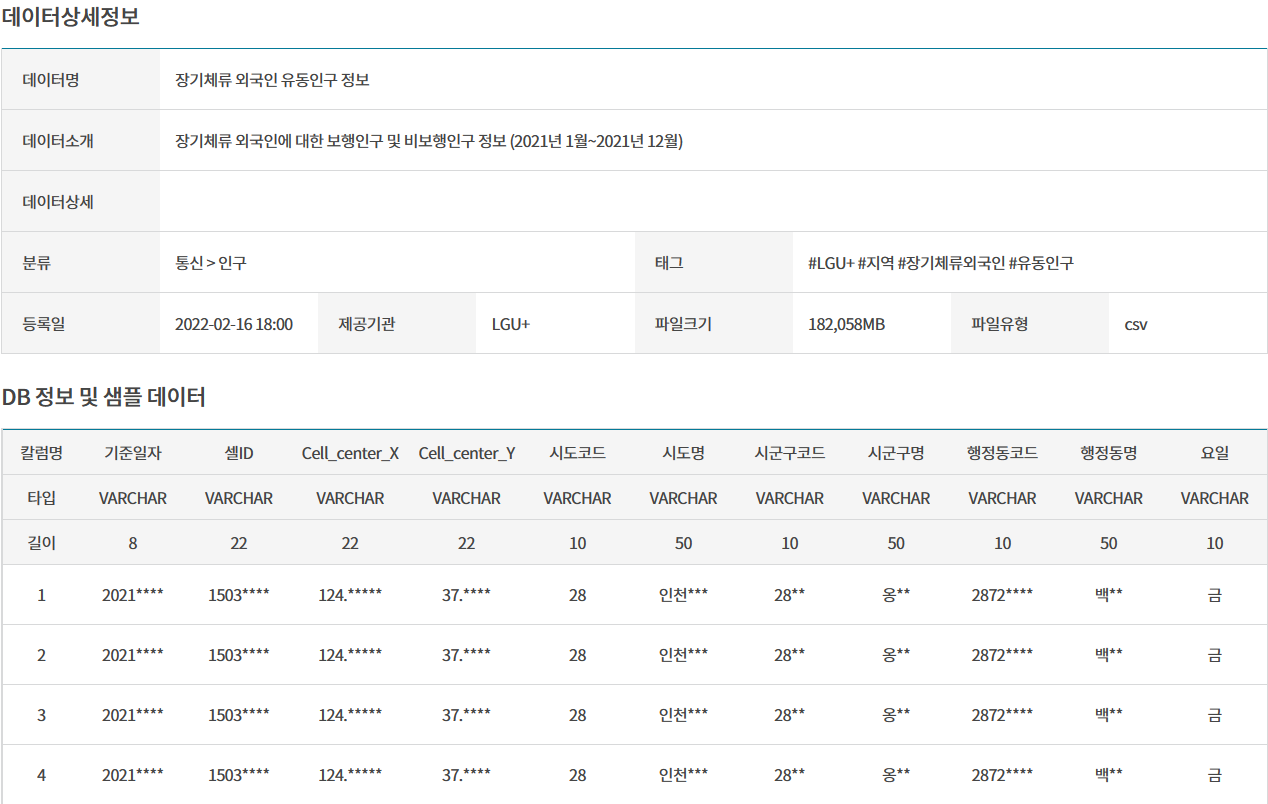 데이터상세정보
데이터명 장기체류 외국인 유동인구 정보
데이터소개 장기체류 외국인에 대한 보행인구 및 비보행인구 정보 (2021년 1월~2021년 12월)
데이터상세
분류 통신 > 인구 태그 #LGU+ #지역 #장기체류외국인 #유동인구
등록일 2022-02-16 18:00 제공기관 LGU+ 파일크기 182,058MB 파일유형 csv
DB 정보 및 샘플 데이터
칼럼명 기준일자 셀ID Cell_center_X Cell_center_Y 시도코드 시도명 시군구코드 시군구명 행정동코드 행정동명 요일
타입 VARCHAR VARCHAR VARCHAR VARCHAR VARCHAR VARCHAR VARCHAR VARCHAR VARCHAR VARCHAR VARCHAR
길이 8 22 22 22 10 50 10 50 10 50 10
1 2021**** 1503**** 124.***** 37.**** 28 인천*** 28** 옹** 2872**** 백** 금
2 2021**** 1503**** 124.***** 37.**** 28 인천*** 28** 옹** 2872**** 백** 금
3 2021**** 1503**** 124.***** 37.**** 28 인천*** 28** 옹** 2872**** 백** 금
4 2021**** 1503**** 124.***** 37.**** 28 인천*** 28** 옹** 2872**** 백** 금